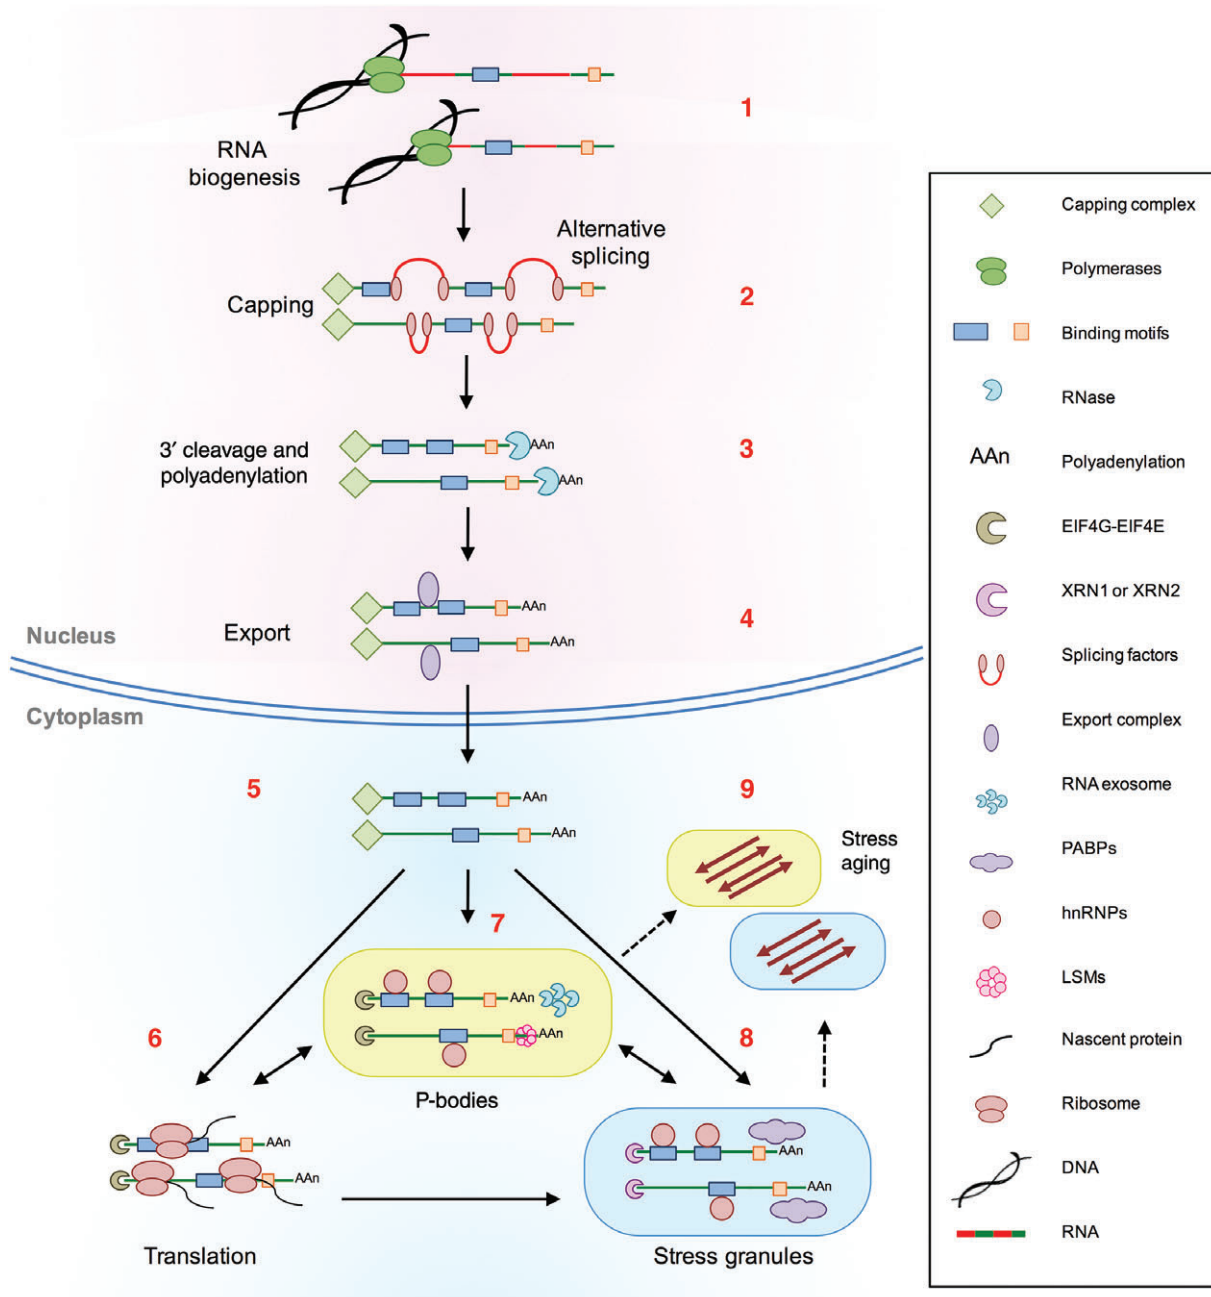 1
RNA
biogenesis
Alternative
splicing
Capping
2
3′ cleavage and
polyadenylation
AAn
AAn
3
AAn
AAn
4
Export
Nucleus
Cytoplasm
5
AAn
AAn
9
Stress
aging
7
AAn
AAn
P-bodies
6
AAn
AAn
Translation
8
AAn
AAn
Stress granules
Capping complex
Polymerases
Binding motifs
RNase
AAn Polyadenylation
EIF4G-EIF4E
XRN1 or XRN2
Splicing factors
Export complex
RNA exosome
PABPs
hnRNPs
LSMs
Nascent protein
Ribosome
DNA
RNA